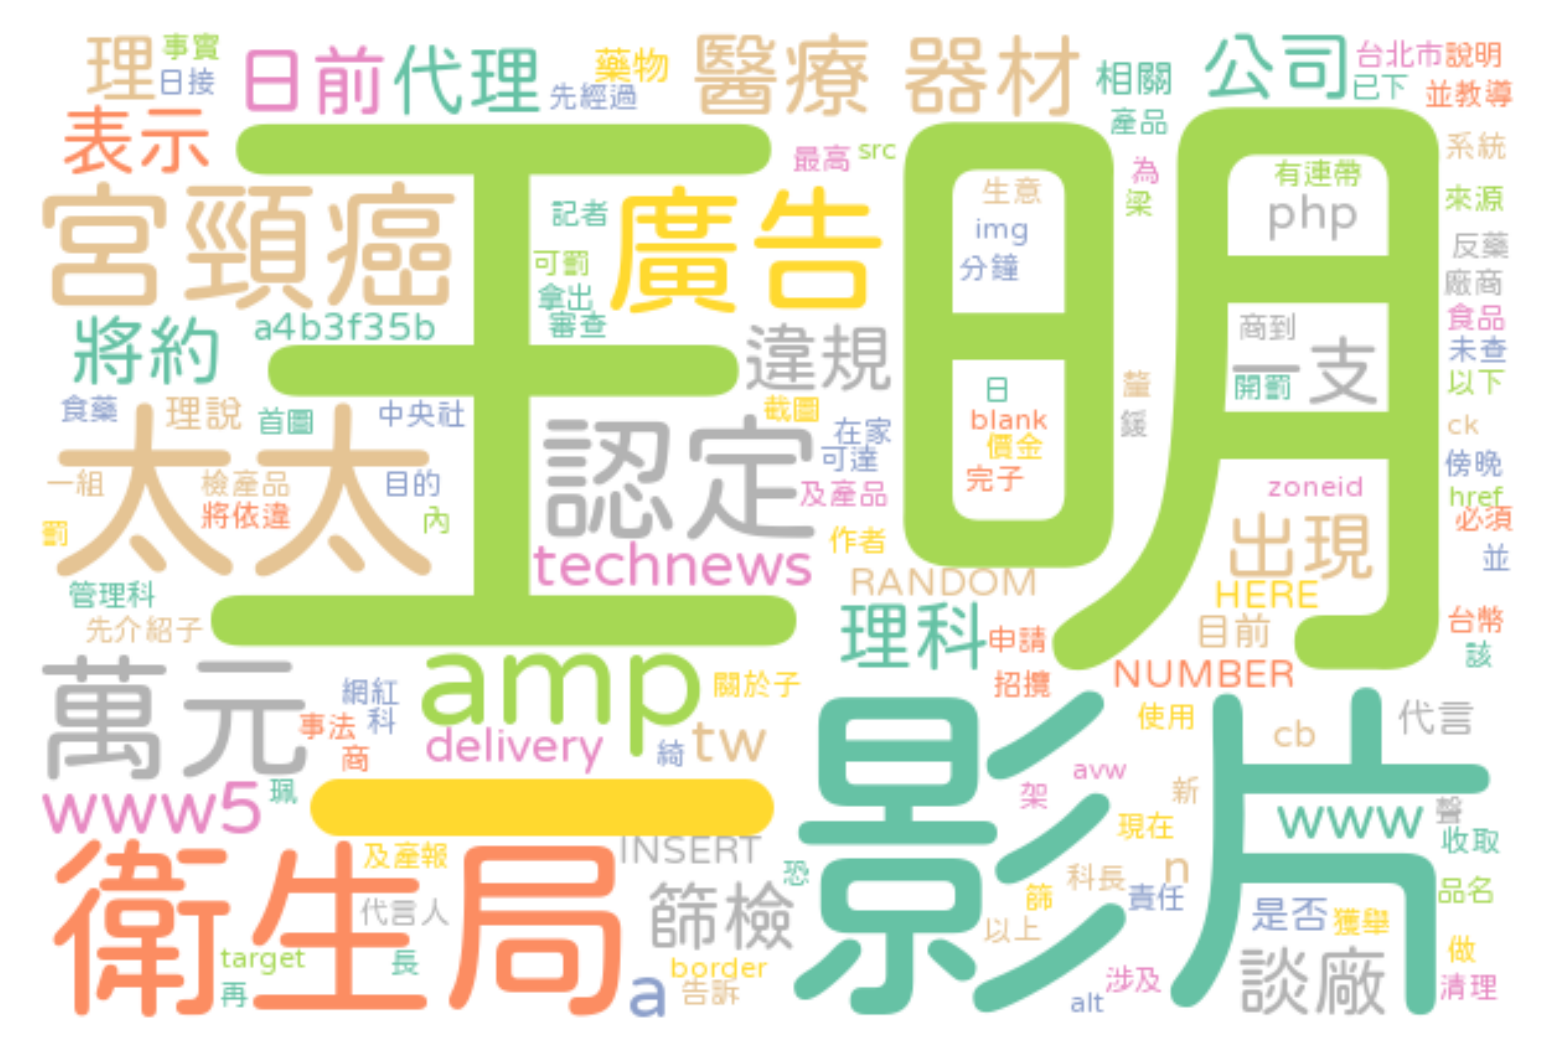 理
事實
日接
日前
代理
藥物
先經過
醫療
器材
相關
產品
公司
台北市
說明
已下
並教導
表示
王
明
最高
src
為
梁
系統
有連帶
php
來源
生意
img
分鐘
宮頸癌
記者
廣告
可罰
拿出
審查
反藥
廠商
食品
未查
以下
將約
a4b3f35b
違規
商到
一支
開罰
日
blank
價金
完子
董
鍰
食藥
理說
首圖
中央社
截圖
在家
可達
及產品
ck
傍晚
href
必須
並
太太
一組
檢產品
將依違
目的
內
罰
認定
technews
作者
zoneid
出現
HERE
目前
RANDOM
管理科
先介紹子
理科
申請
招攬
NUMBER
台幣
該
萬元
amp
關於子
網紅
科
事法
商
delivery
綺
tw
影片
使用
cb
代言
www5
珮
一
avw
架
新
現在
www
聲
收取
衛生局
及產報
INSERT
代言人
篩檢
恐
科長
n
篩
責任
以上
是否
獲舉
品名
target
長
再
a
border
告訴
alt
涉及
談廠
做
清理